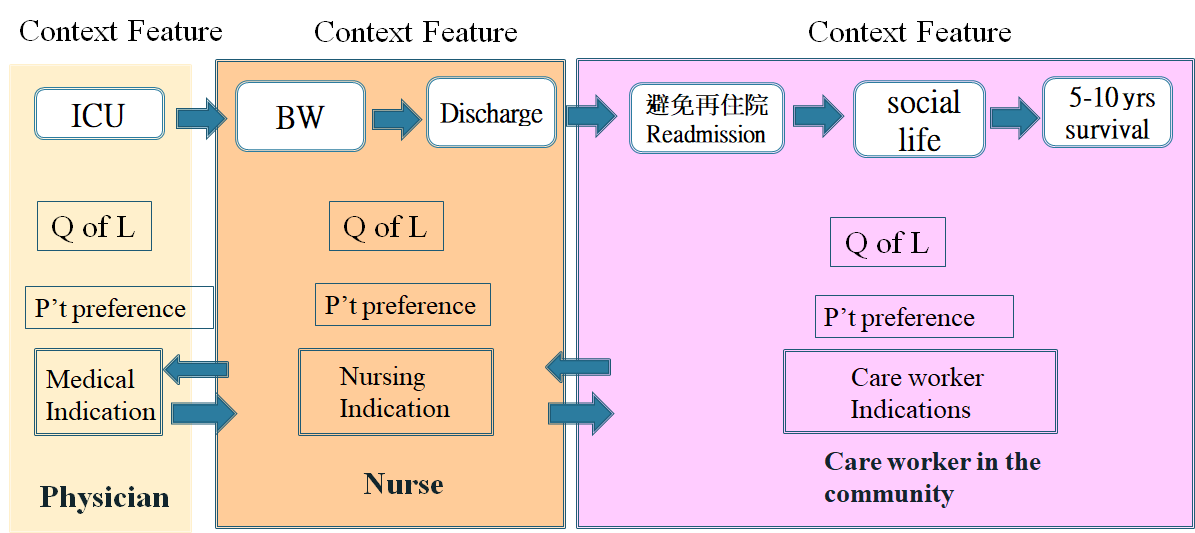 Context Feature
Context Feature
Context Feature
ICU
BW
Discharge
避免再住院
Readmission
social
life
5-10 yrs
survival
Q of L
Q of L
Q of L
P’t preference
P’t preference
P’t preference
Medical
Indication
Nursing
Indication
Care worker
Indications
Physician
Nurse
Care worker in the
community